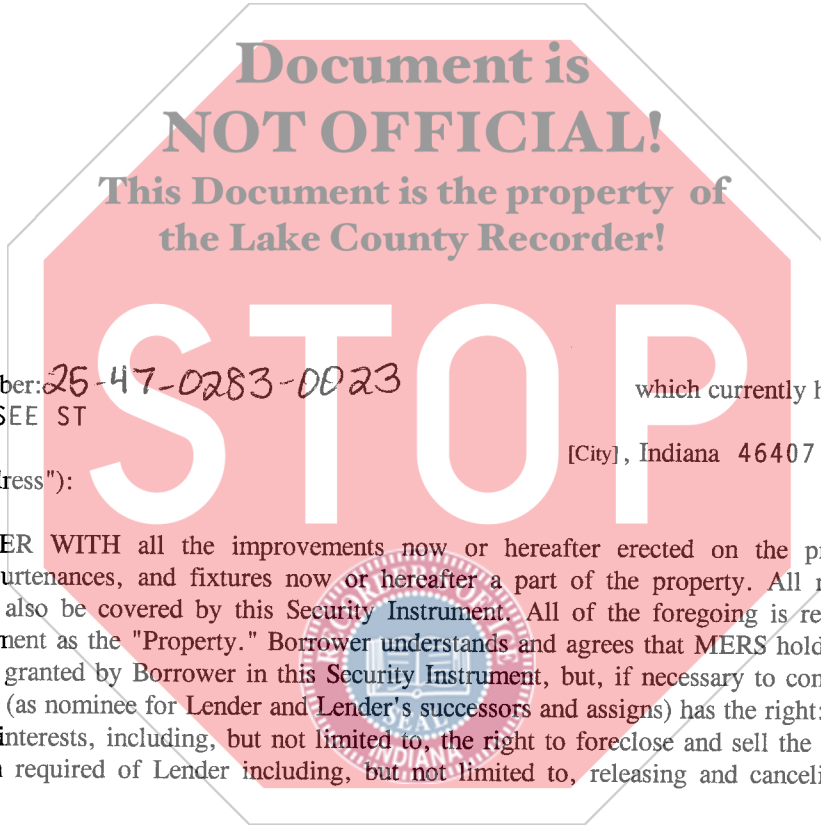 Document is
NOT OFFICIAL!
This Document is the property of
the Lake County Recorder!
STOP
ber: 25-47-0283-0023 which currently h
SEE ST
[City], Indiana 46407
ress"):
ER WITH all the improvements now or hereafter erected on the p
urtenances, and fixtures now or hereafter a part of the property. All
also be covered by this Security Instrument. All of the foregoing is re
ment as the "Property." Borrower understands and agrees that MERS hold
granted by Borrower in this Security Instrument, but, if necessary to com
(as nominee for Lender and Lender's successors and assigns) has the right:
interests, including, but not limited to, the right to foreclose and sell the
required of Lender including, but not limited to, releasing and canceli
RECORDER'S OFFICE
SEAL
INDIANA